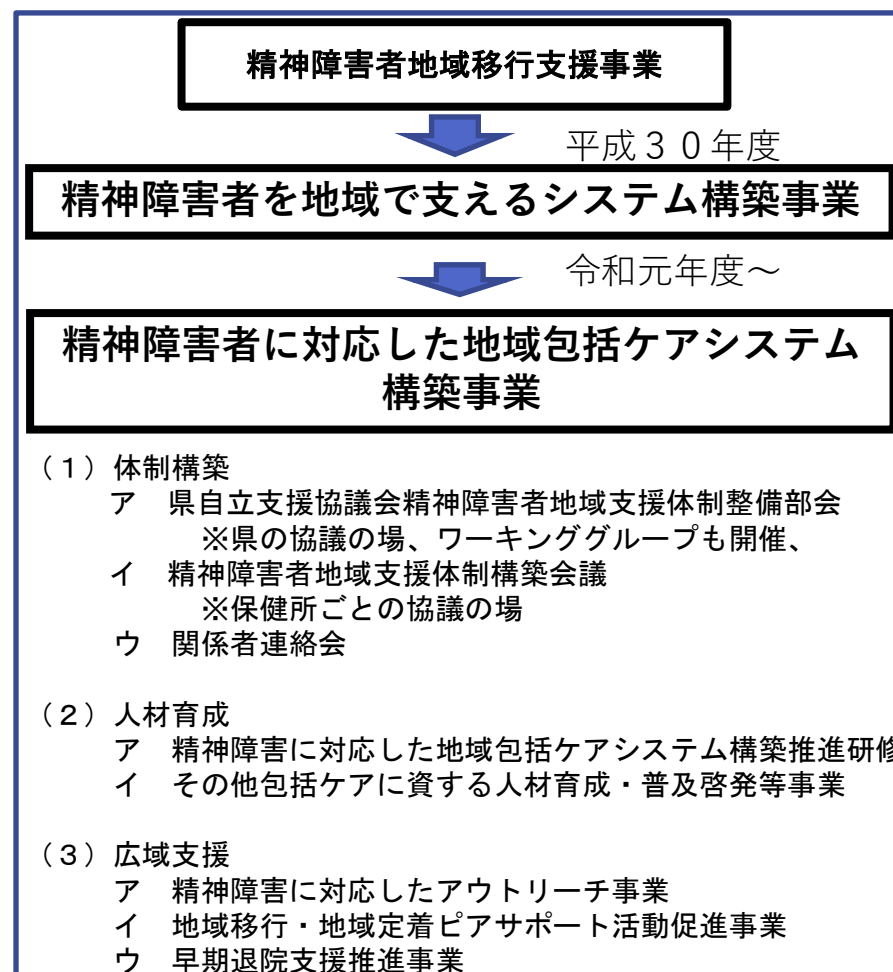 精神障害者地域移行支援事業
平成３０年度
精神障害者を地域で支えるシステム構築事業
令和元年度～
精神障害者に対応した地域包括ケアシステム
構築事業
（１）体制構築
ア　県自立支援協議会精神障害者地域支援体制整備部会
※県の協議の場、ワーキンググループも開催、
イ　精神障害者地域支援体制構築会議
※保健所ごとの協議の場
ウ　関係者連絡会
（２）人材育成
ア　精神障害に対応した地域包括ケアシステム構築推進研修
イ　その他包括ケアに資する人材育成・普及啓発等事業
（３）広域支援
ア　精神障害に対応したアウトリーチ事業
イ　地域移行・地域定着ピアサポート活動促進事業
ウ　早期退院支援推進事業